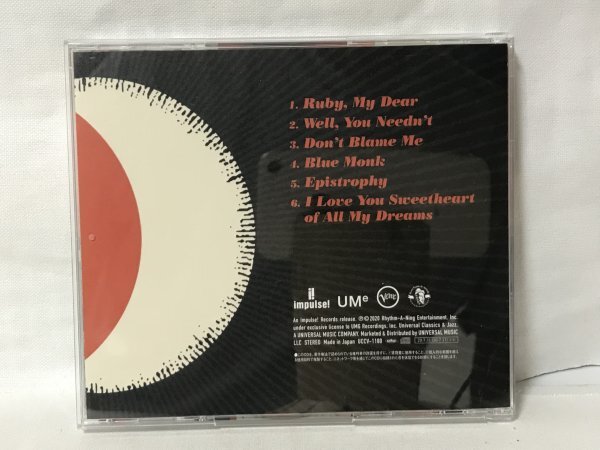 1. Ruby, My Dear
2. Well, You Needn't
3. Don't Blame Me
4. Blue Monk
5. Epistrophy
6. I Love You Sweetheart
of All My Dreams
impulse! UMe Verve
An impulse! Records release. ℗©2020 Rhythm-A-Ning Entertainment, Inc.
under exclusive license to UMG Recordings, Inc. Universal Classics & Jazz,
A UNIVERSAL MUSIC COMPANY. Marketed & Distributed by UNIVERSAL MUSIC
LLC STEREO Made in Japan UCCV-1180